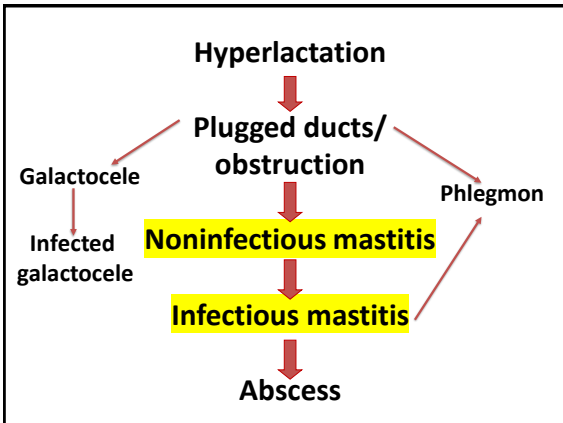 Hyperlactation
Plugged ducts/
obstruction
Galactocele
Phlegmon
Infected
galactocele
Noninfectious mastitis
Infectious mastitis
Abscess